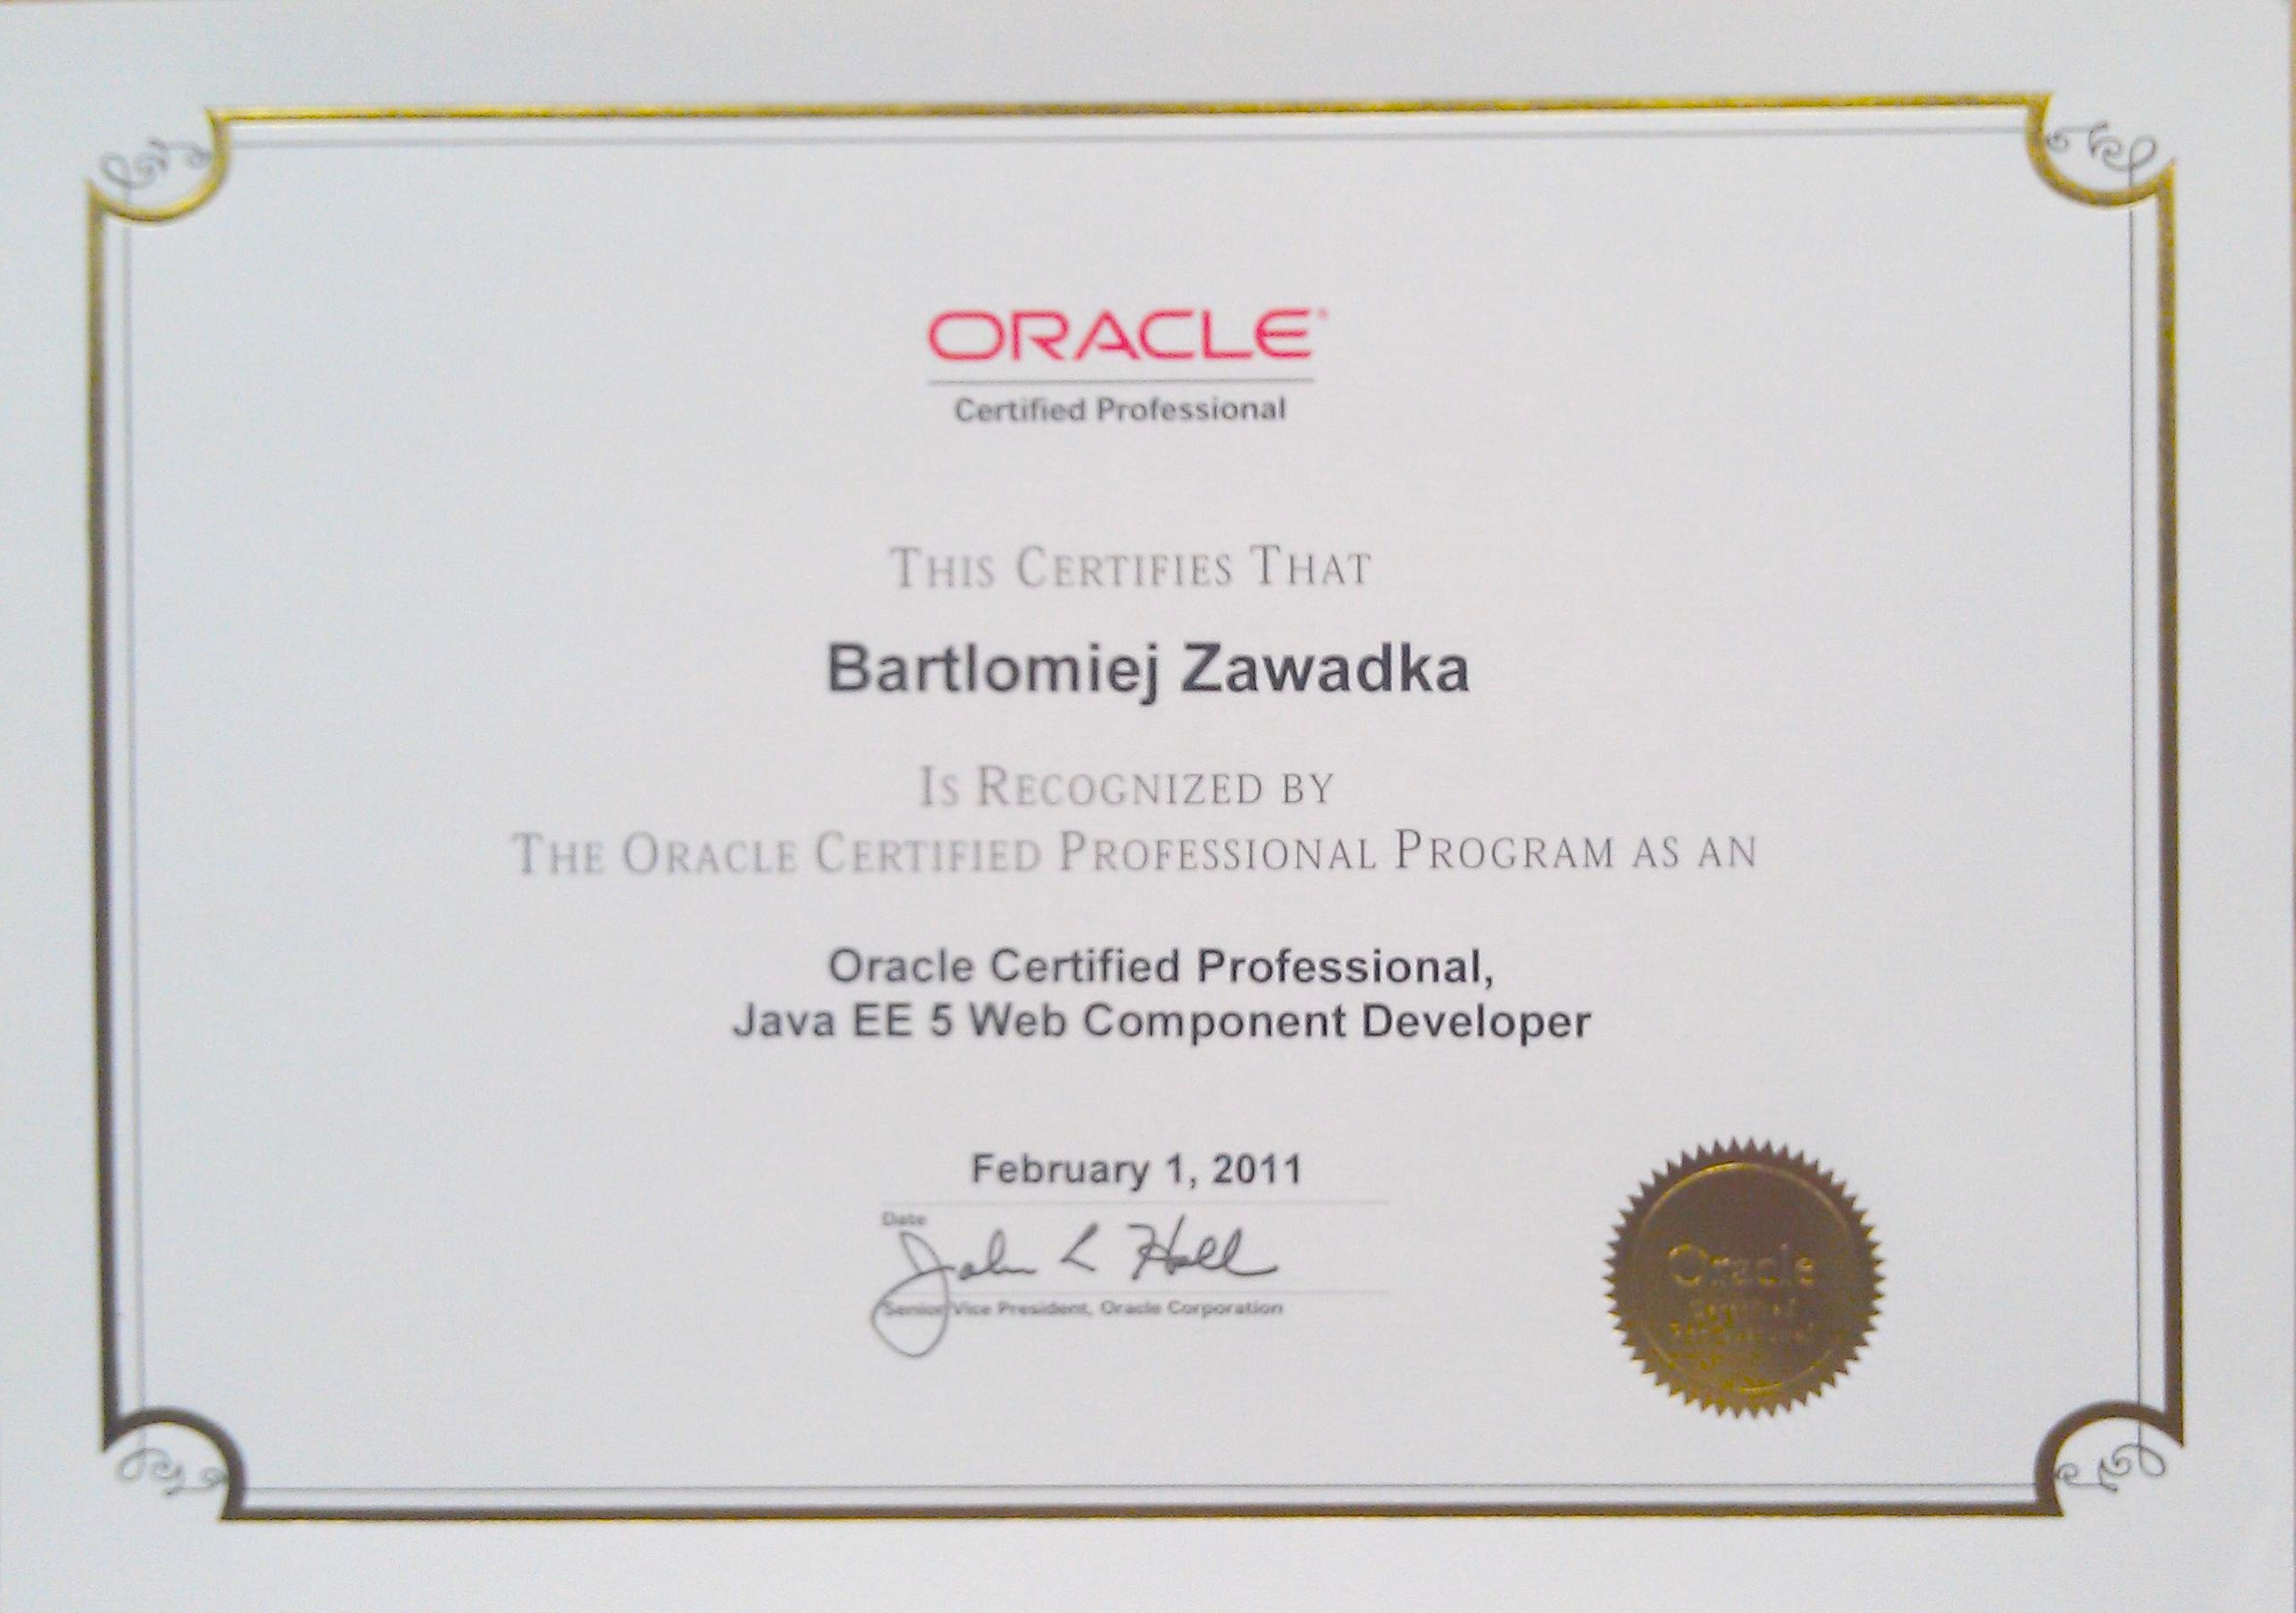 ORACLE®
Certified Professional
THIS CERTIFIES THAT
Bartlomiej Zawadka
IS RECOGNIZED BY
THE ORACLE CERTIFIED PROFESSIONAL PROGRAM AS AN
Oracle Certified Professional,
Java EE 5 Web Component Developer
February 1, 2011
Date
John L Hall
Senior Vice President, Oracle Corporation
Oracle
Certified
Professional